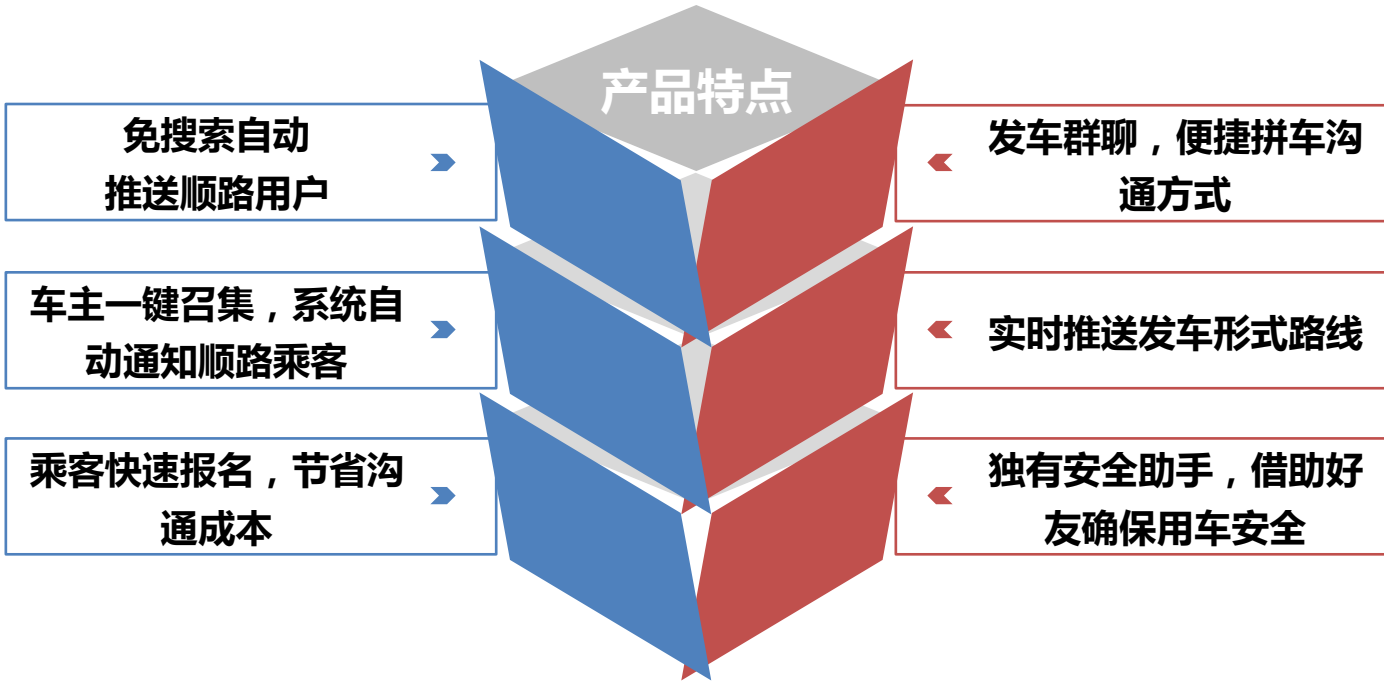 产品特点
免搜索自动
推送顺路用户
车主一键召集，系统自
动通知顺路乘客
乘客快速报名，节省沟
通成本
发车群聊，便捷拼车沟
通方式
实时推送发车形式路线
独有安全助手，借助好
友确保用车安全